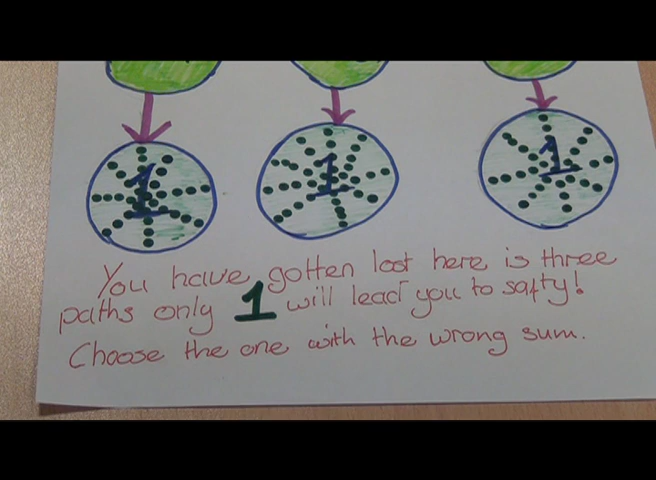 1 1 1
You have gotten lost here is three
paths only 1 will lead you to safty!
Choose the one with the wrong sum.